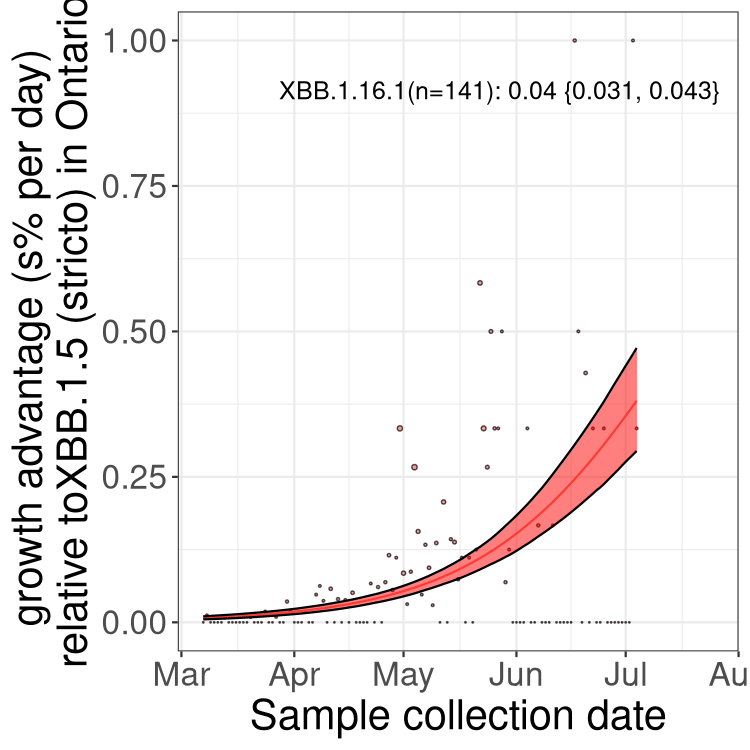 growth advantage (s% per day)
relative toXBB.1.5 (stricto) in Ontario
1.00
0.75
0.50
0.25
0.00
XBB.1.16.1(n=141): 0.04 {0.031, 0.043}
Mar Apr May Jun Jul Au
Sample collection date